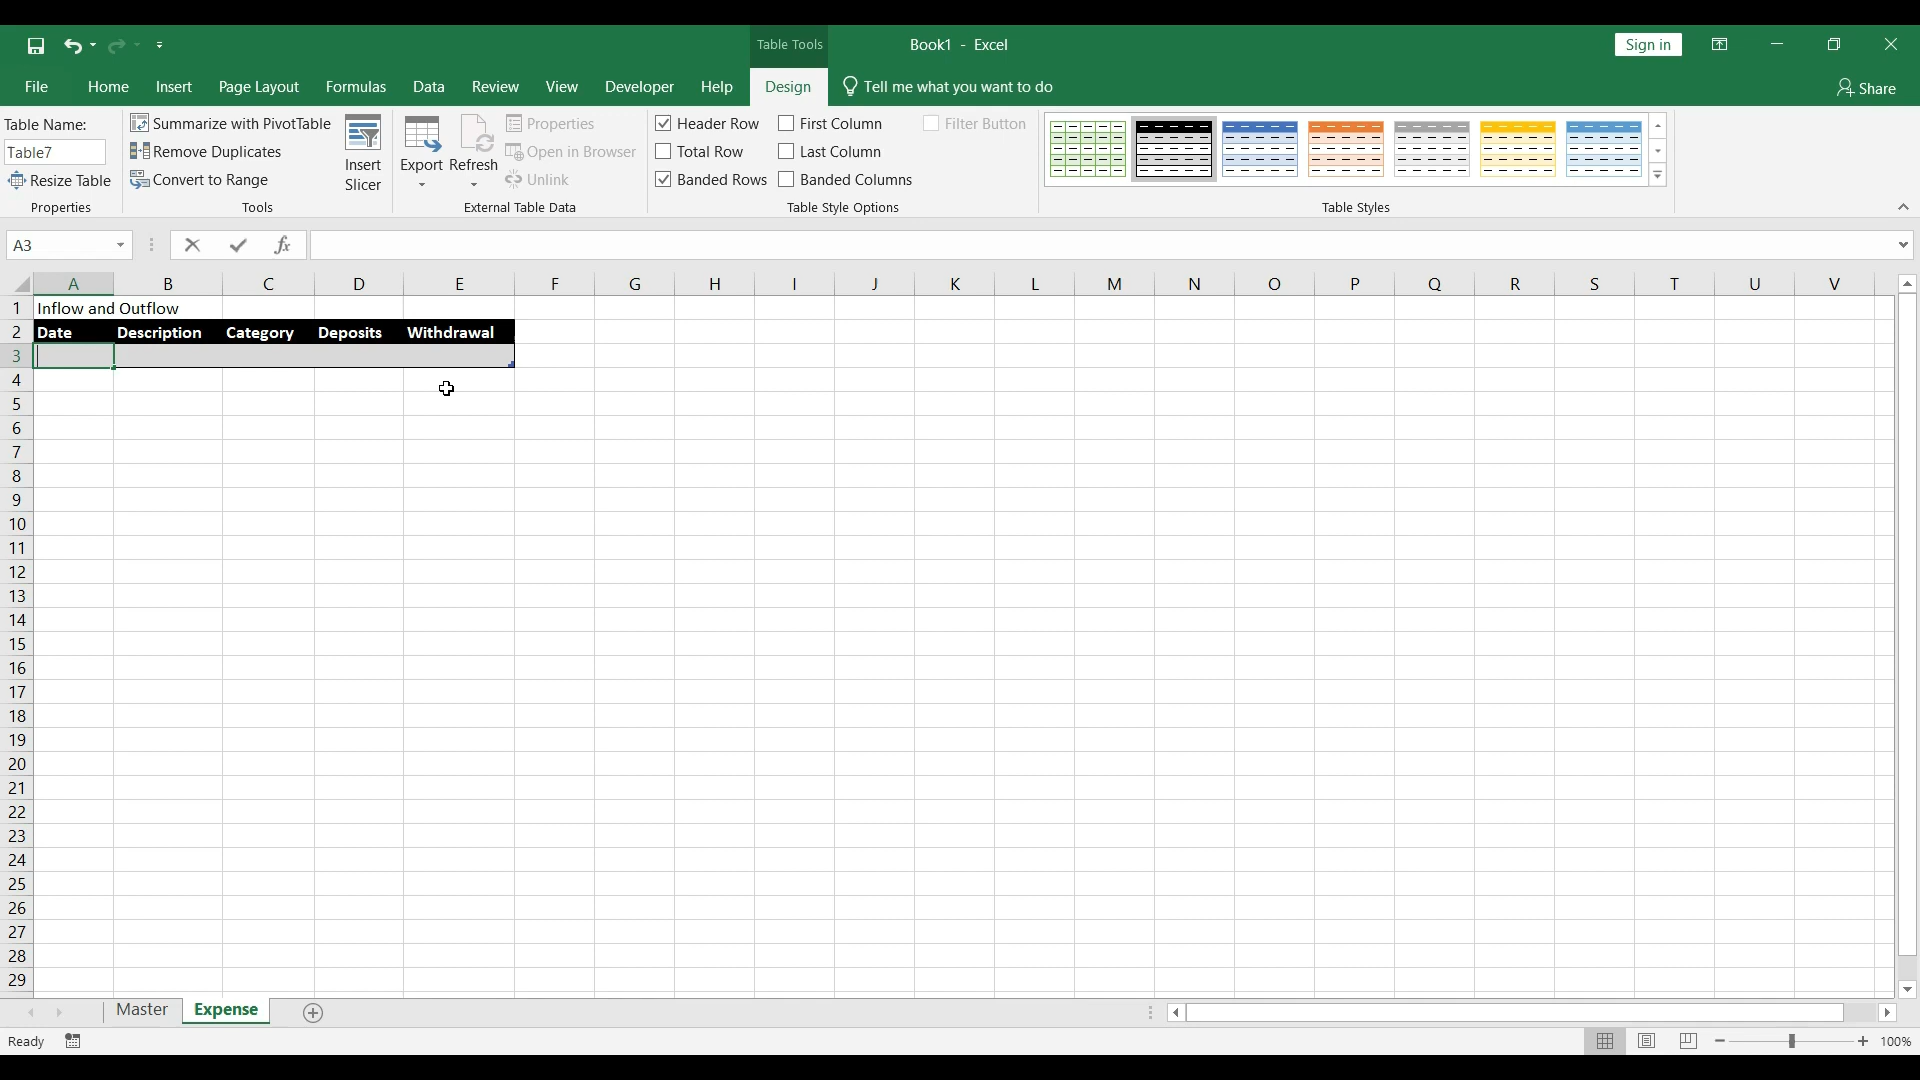 Table Tools
Book1 - Excel
Sign in
File Home Insert Page Layout Formulas Data Review View Developer Help Design Tell me what you want to do Share
Table Name:
Table7
Resize Table
Properties
Summarize with PivotTable
Remove Duplicates
Convert to Range
Tools
Insert
Slicer
Export
Refresh
Properties
Open in Browser
Unlink
External Table Data
Header Row First Column Filter Button
Total Row Last Column
Banded Rows Banded Columns
Table Style Options
Table Styles
A3
fx
A B C D E F G H I J K L M N O P Q R S T U V
1 Inflow and Outflow
2 Date Description Category Deposits Withdrawal
3
4
5
6
7
8
9
10
11
12
13
14
15
16
17
18
19
20
21
22
23
24
25
26
27
28
29
Master Expense
Ready
100%